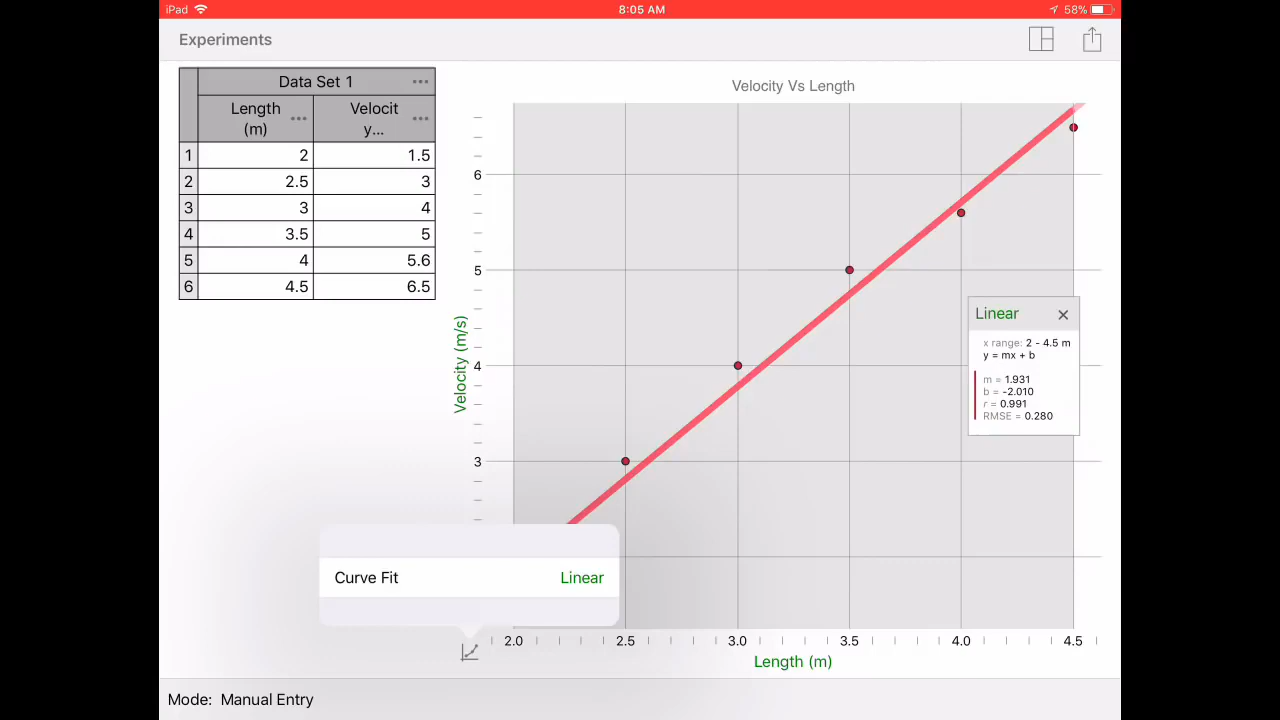 iPad
8:05 AM
58%
Experiments
Data Set 1 •••
Length (m) •••
Velocit y... •••
1 2 1.5
2 2.5 3
3 3 4
4 3.5 5
5 4 5.6
6 4.5 6.5
Velocity Vs Length
Velocity (m/s)
6
5
4
3
Linear
x range: 2 - 4.5 m
y = mx + b
m = 1.931
b = -2.010
r = 0.991
RMSE = 0.280
Curve Fit Linear
2.0 2.5 3.0 3.5 4.0 4.5
Length (m)
Mode: Manual Entry